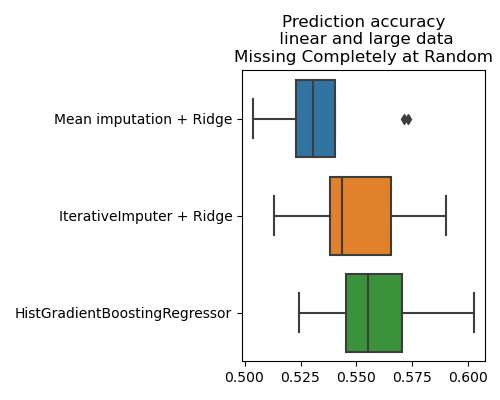 Prediction accuracy
linear and large data
Missing Completely at Random
Mean imputation + Ridge
IterativeImputer + Ridge
HistGradientBoostingRegressor
0.500 0.525 0.550 0.575 0.600